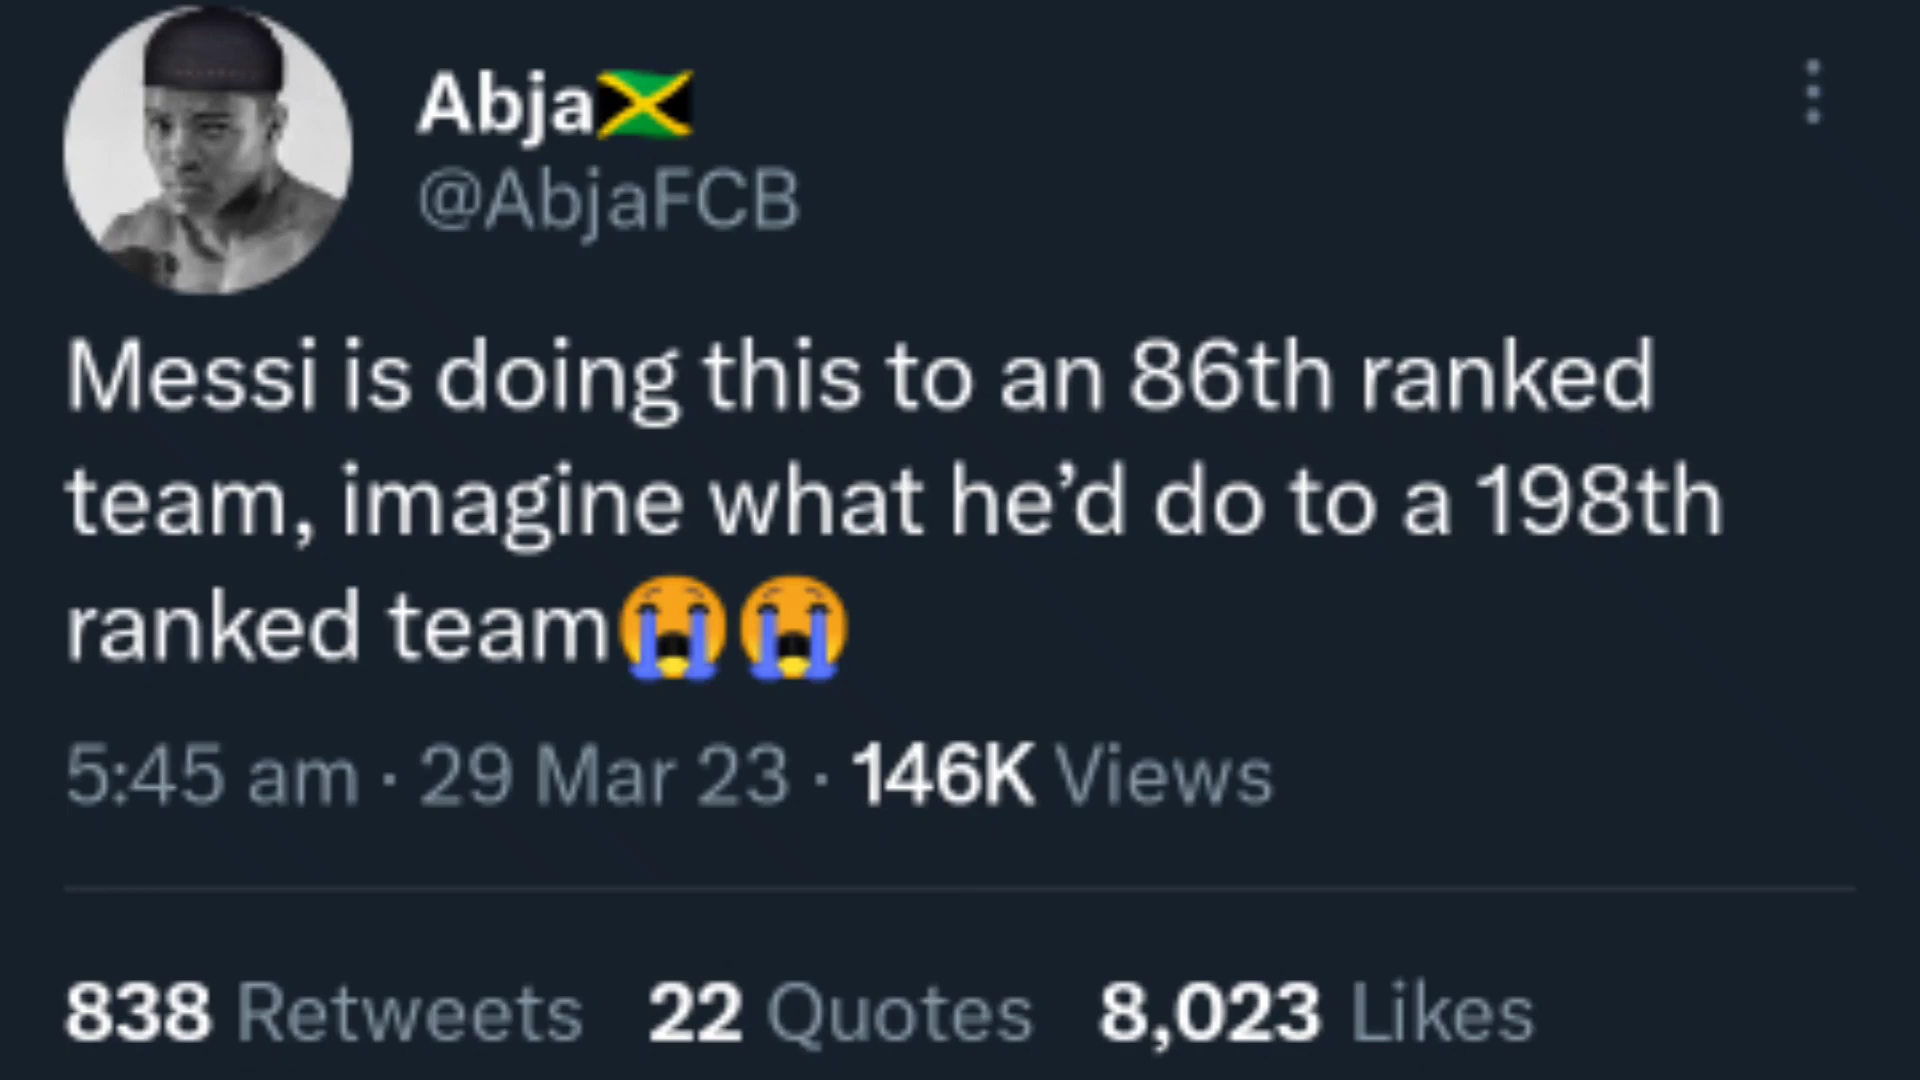 Abja🇯🇲
@AbjaFCB
Messi is doing this to an 86th ranked
team, imagine what he’d do to a 198th
ranked team😭😭
5:45 am · 29 Mar 23 · 146K Views
838 Retweets 22 Quotes 8,023 Likes